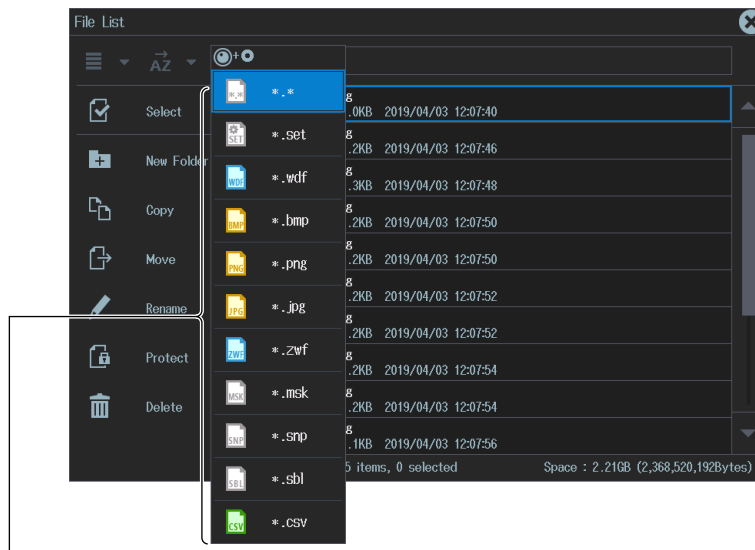 File List
AZ
*.*
g
.0KB 2019/04/03 12:07:40
Select
SET
*.set
g
.2KB 2019/04/03 12:07:46
New Folder
WDF
*.wdf
g
.3KB 2019/04/03 12:07:48
Copy
BMP
*.bmp
g
.2KB 2019/04/03 12:07:50
Move
PNG
*.png
g
.2KB 2019/04/03 12:07:50
Rename
JPG
*.jpg
g
.2KB 2019/04/03 12:07:52
g
.2KB 2019/04/03 12:07:52
Protect
ZWF
*.zwf
g
.2KB 2019/04/03 12:07:54
Delete
MSK
*.msk
g
.2KB 2019/04/03 12:07:54
SNP
*.snp
g
.1KB 2019/04/03 12:07:56
SBL
*.sbl
5 items, 0 selected
Space : 2.21GB (2,368,520,192Bytes)
CSV
*.csv